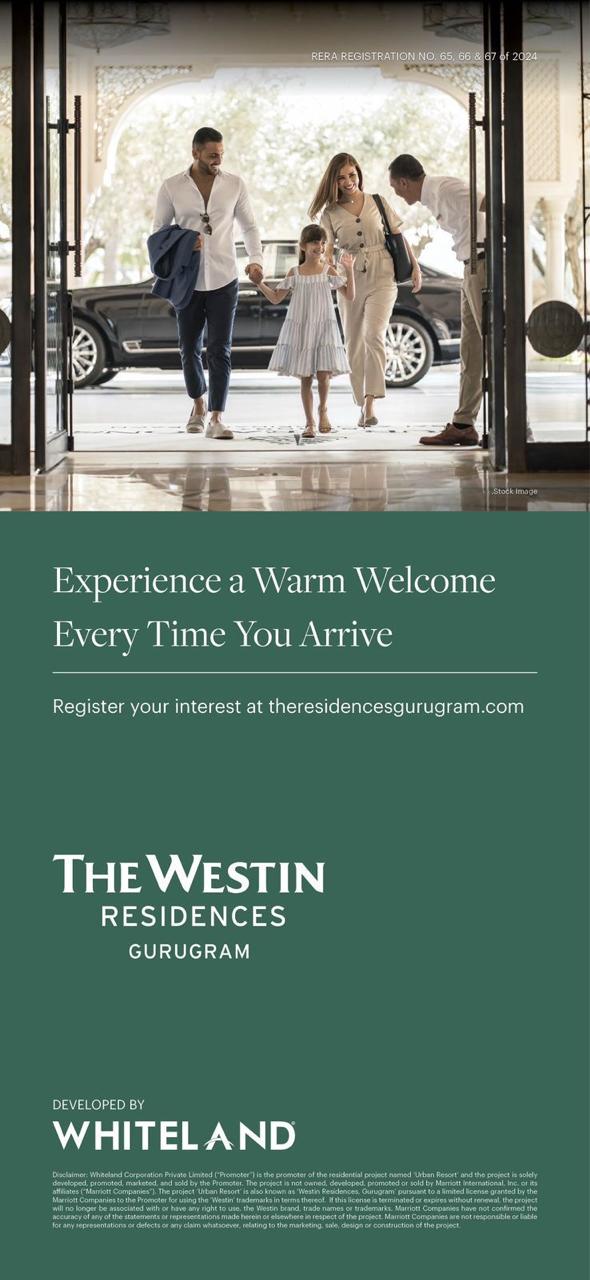 RERA REGISTRATION NO. 65, 66 & 67 of 2024
Stock Image
Experience a Warm Welcome
Every Time You Arrive
Register your interest at theresidencesgurugram.com
THE WESTIN
RESIDENCES
GURUGRAM
DEVELOPED BY
WHITELAND
Disclaimer: Whiteland Corporation Private Limited ("Promoter") is the promoter of the residential project named 'Urban Resort' and the project is solely
developed, promoted, marketed, and sold by the Promoter. The project is not owned, developed, promoted or sold by Marriott International, Inc. or its
affiliates ("Marriott Companies"). The project 'Urban Resort' is also known as 'Westin Residences, Gurugram' pursuant to a limited license granted by the
Marriott Companies to the Promoter for using the 'Westin' trademarks in terms thereof. If this license is terminated or expires without renewal, the project
will no longer be associated with or have any right to use, the Westin brand, trade names or trademarks. Marriott Companies have not confirmed the
accuracy of any of the statements or representations made herein or elsewhere in respect of the project. Marriott Companies are not responsible or liable
for any representations or defects or any claim whatsoever, relating to the marketing, sale, design or construction of the project.